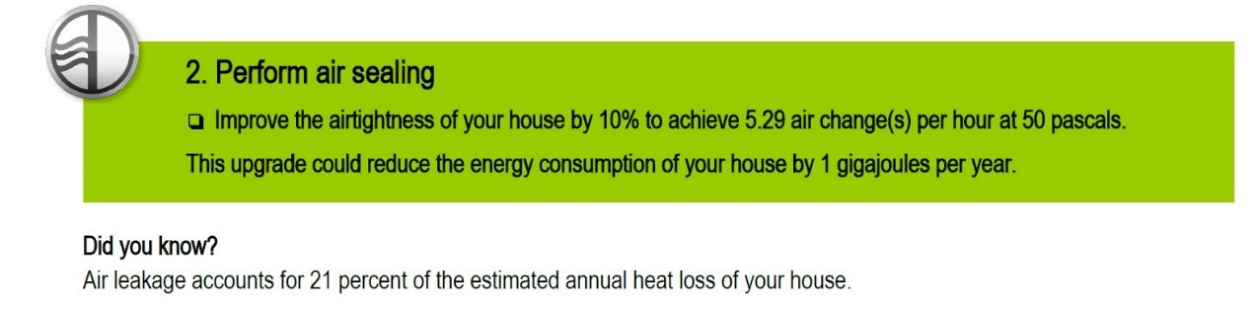 2. Perform air sealing
❑ Improve the airtightness of your house by 10% to achieve 5.29 air change(s) per hour at 50 pascals.
This upgrade could reduce the energy consumption of your house by 1 gigajoules per year.
Did you know?
Air leakage accounts for 21 percent of the estimated annual heat loss of your house.